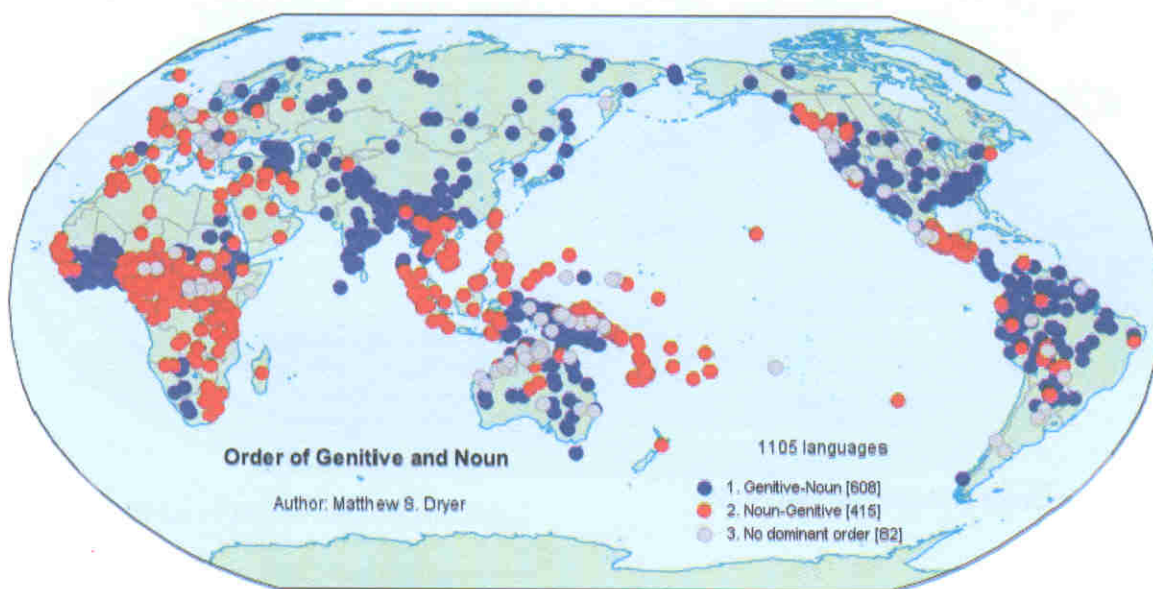 Order of Genitive and Noun
Author: Matthew S. Dryer
1105 languages
1. Genitive-Noun [608]
2. Noun-Genitive [415]
3. No dominant order [82]